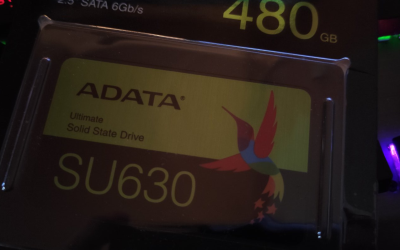 2.5" SATA 6Gb/s
480 GB
ADATA
Ultimate
Solid State Drive
SU630